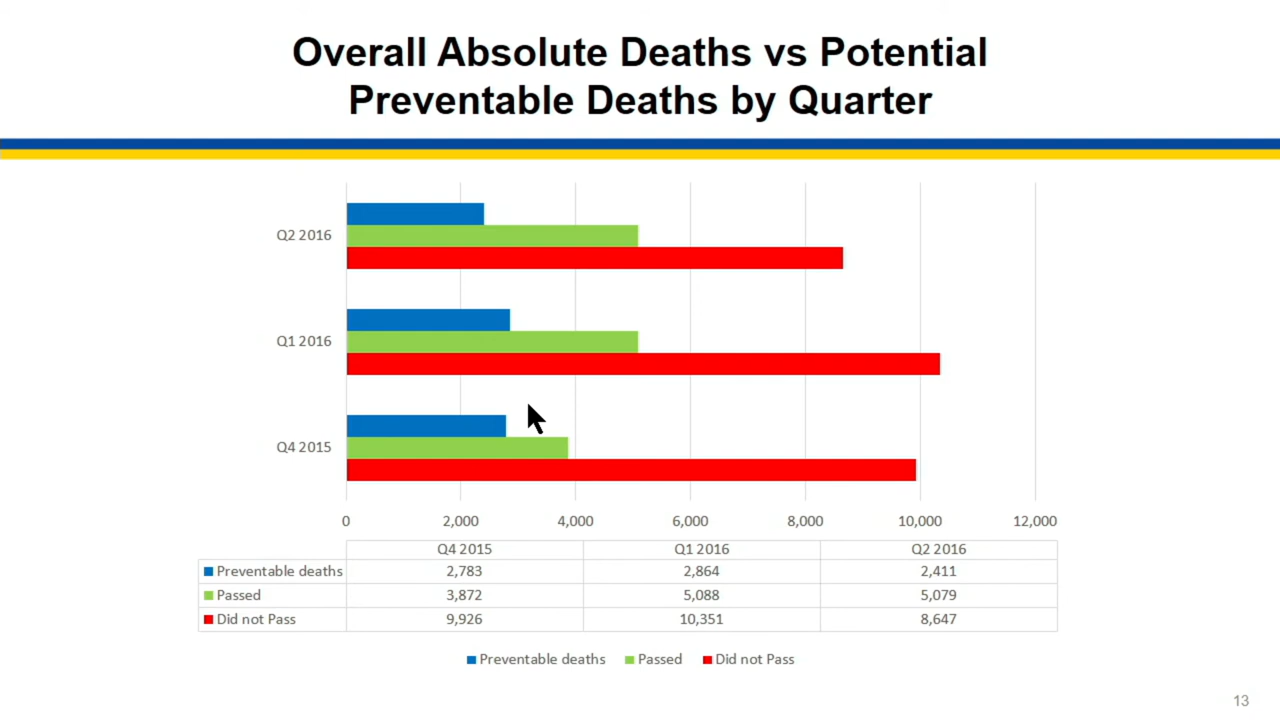 Overall Absolute Deaths vs Potential
Preventable Deaths by Quarter
Q2 2016
Q1 2016
Q4 2015
0 2,000 4,000 6,000 8,000 10,000 12,000
Q4 2015 Q1 2016 Q2 2016
Preventable deaths 2,783 2,864 2,411
Passed 3,872 5,088 5,079
Did not Pass 9,926 10,351 8,647
Preventable deaths Passed Did not Pass
13